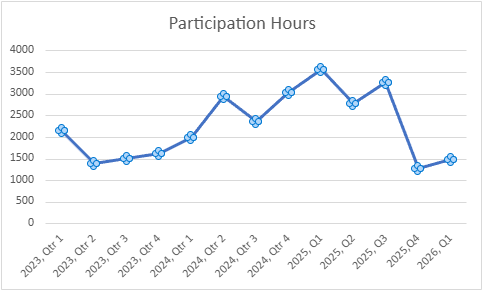 Participation Hours
4000
3500
3000
2500
2000
1500
1000
500
0
2023, Qtr 1
2023, Qtr 2
2023, Qtr 3
2023, Qtr 4
2024, Qtr 1
2024, Qtr 2
2024, Qtr 3
2024, Qtr 4
2025, Q1
2025, Q2
2025, Q3
2025,Q4
2026, Q1